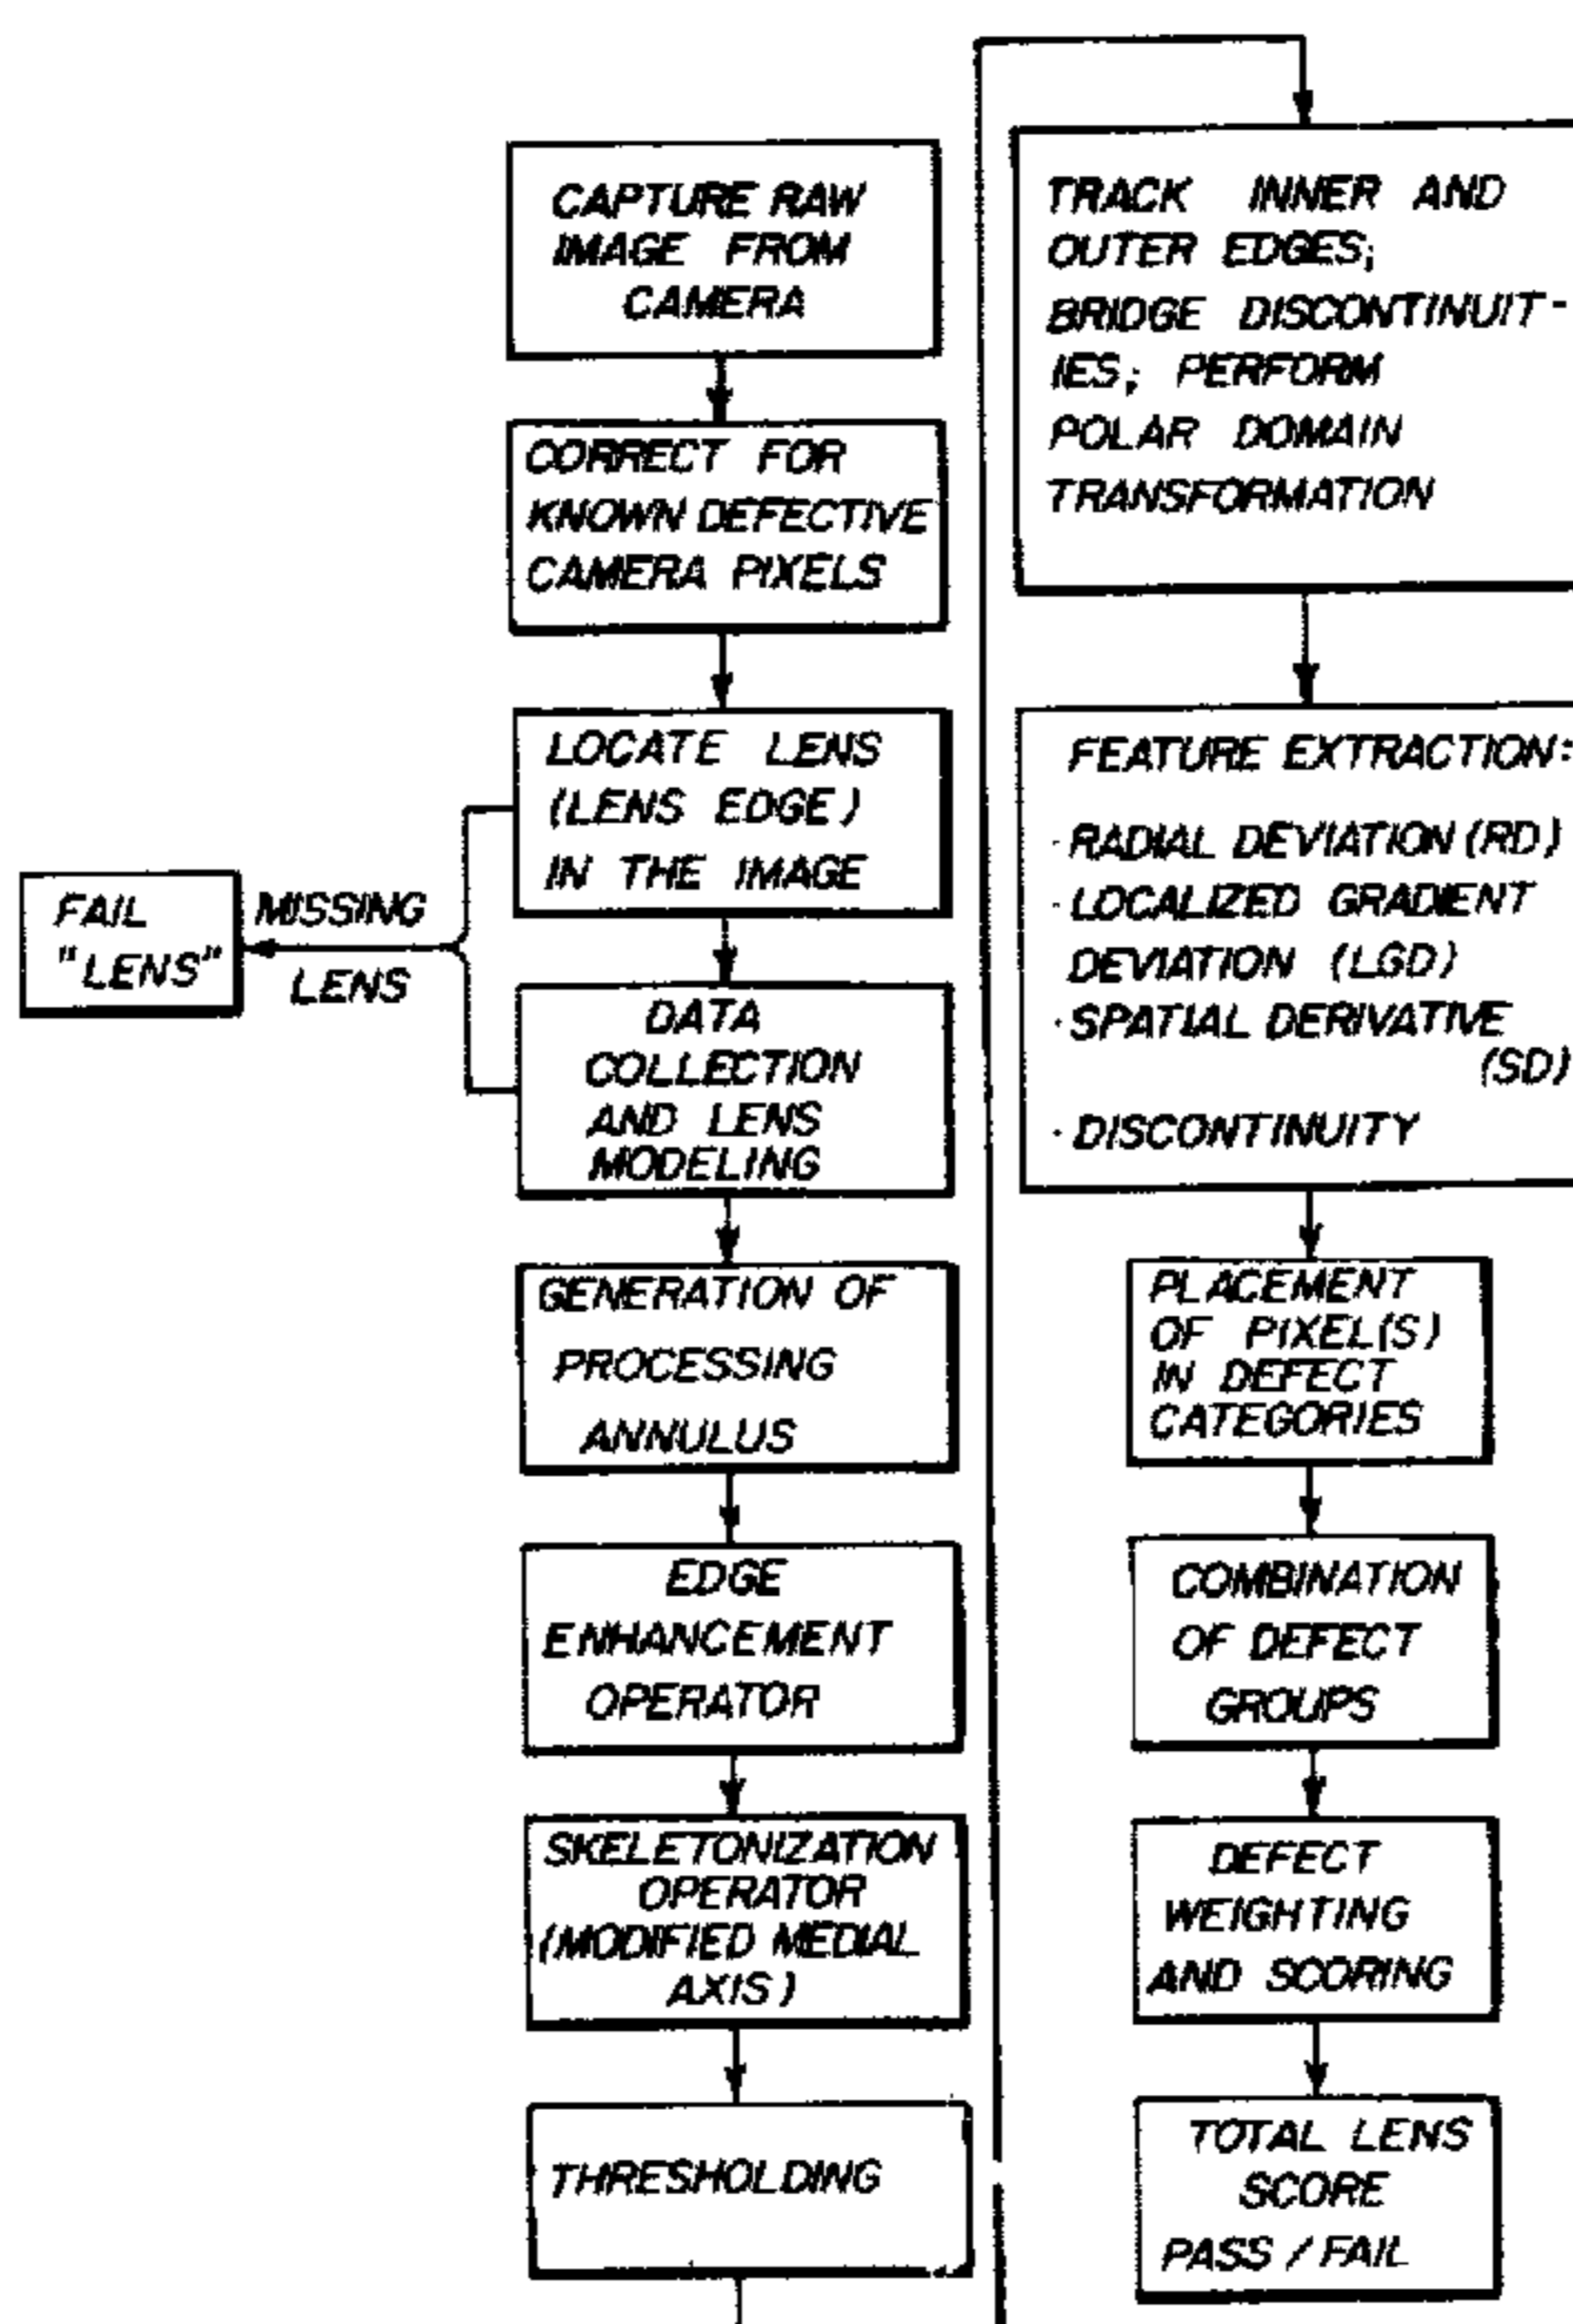 CAPTURE RAW
IMAGE FROM
CAMERA
CORRECT FOR
KNOWN DEFECTIVE
CAMERA PIXELS
LOCATE LENS
(LENS EDGE)
IN THE IMAGE
FAIL
"LENS"
MISSING
LENS
DATA
COLLECTION
AND LENS
MODELING
GENERATION OF
PROCESSING
ANNULUS
EDGE
ENHANCEMENT
OPERATOR
SKELETONIZATION
OPERATOR
(MODIFIED MEDIAL
AXIS)
THRESHOLDING
TRACK INNER AND
OUTER EDGES;
BRIDGE DISCONTINUIT-
IES; PERFORM
POLAR DOMAIN
TRANSFORMATION
FEATURE EXTRACTION:
· RADIAL DEVIATION (RD)
· LOCALIZED GRADIENT
DEVIATION (LGD)
· SPATIAL DERIVATIVE
(SD)
· DISCONTINUITY
PLACEMENT
OF PIXEL(S)
IN DEFECT
CATEGORIES
COMBINATION
OF DEFECT
GROUPS
DEFECT
WEIGHTING
AND SCORING
TOTAL LENS
SCORE
PASS / FAIL